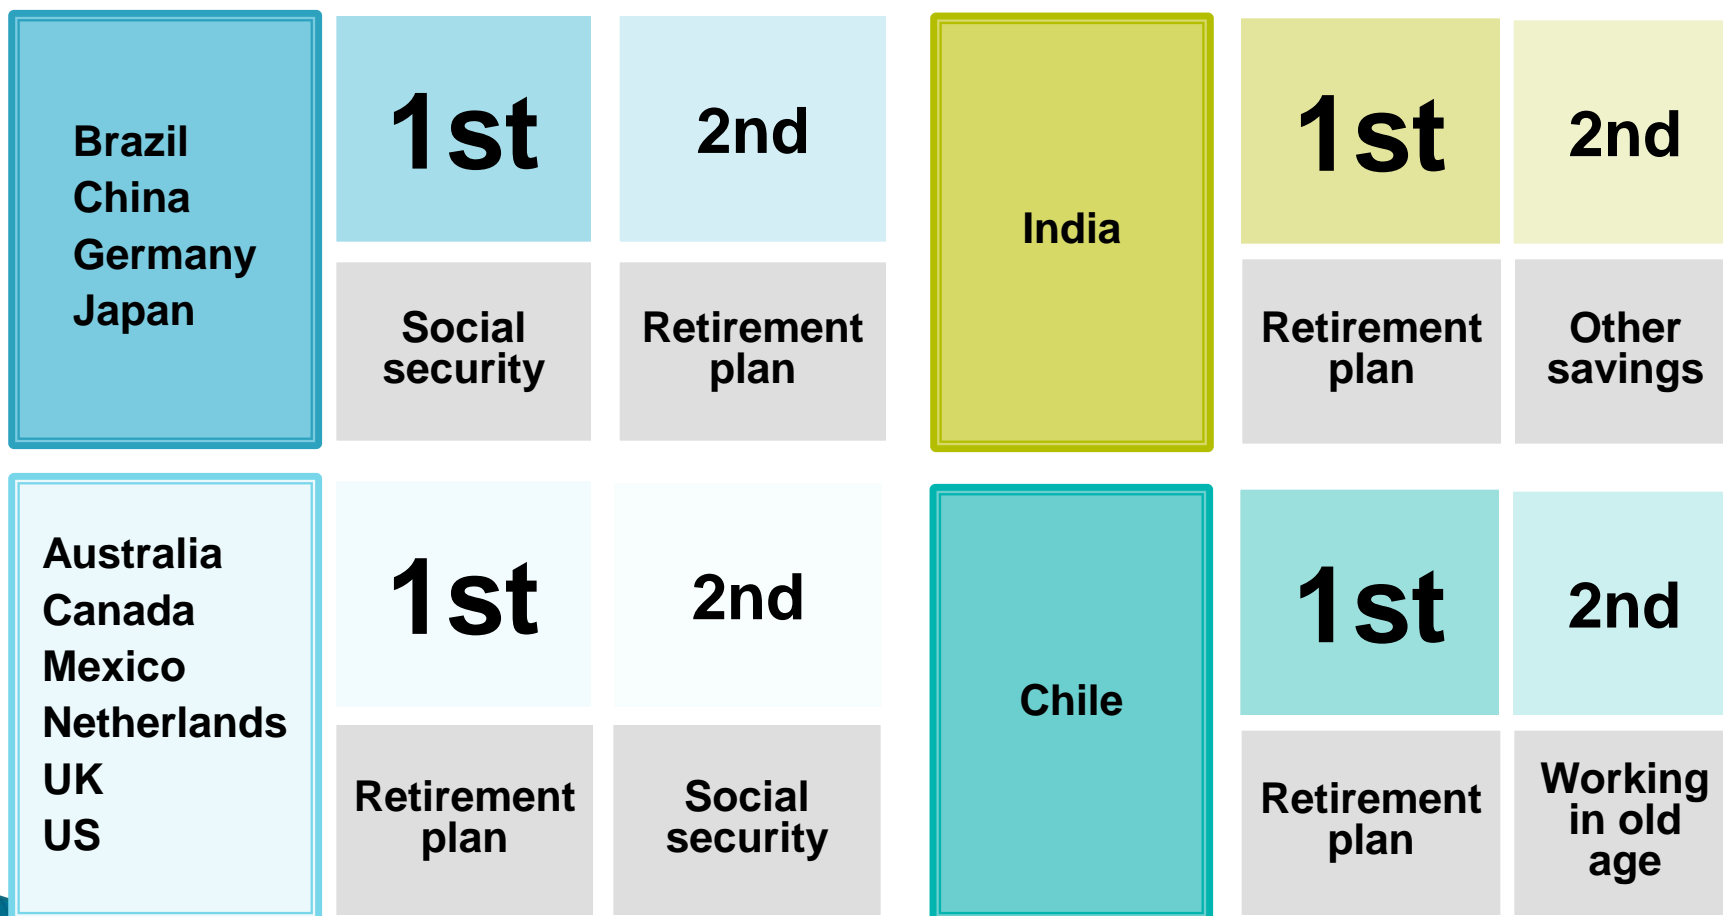 Brazil
China
Germany
Japan
1st
2nd
Social
security
Retirement
plan
India
1st
2nd
Retirement
plan
Other
savings
Australia
Canada
Mexico
Netherlands
UK
US
1st
2nd
Retirement
plan
Social
security
Chile
1st
2nd
Retirement
plan
Working
in old
age